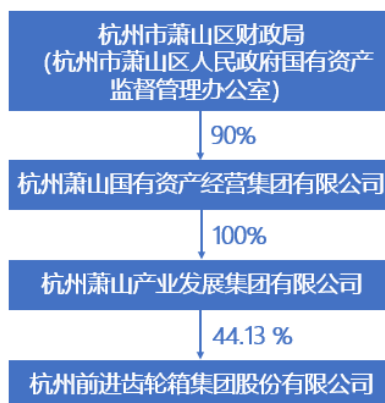 杭州市萧山区财政局
(杭州市萧山区人民政府国有资产
监督管理办公室）
90%
杭州萧山国有资产经营集团有限公司
100%
杭州萧山产业发展集团有限公司
44.13 %
杭州前进齿轮箱集团股份有限公司